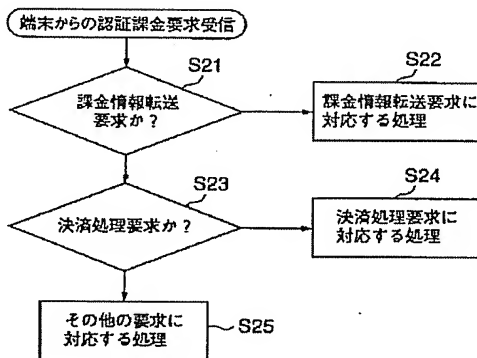 端末からの認証課金要求受信
S21
課金情報転送
要求か?
S22
課金情報転送要求に
対応する処理
S23
決済処理要求か?
S24
決済処理要求に
対応する処理
その他の要求に
対応する処理
S25